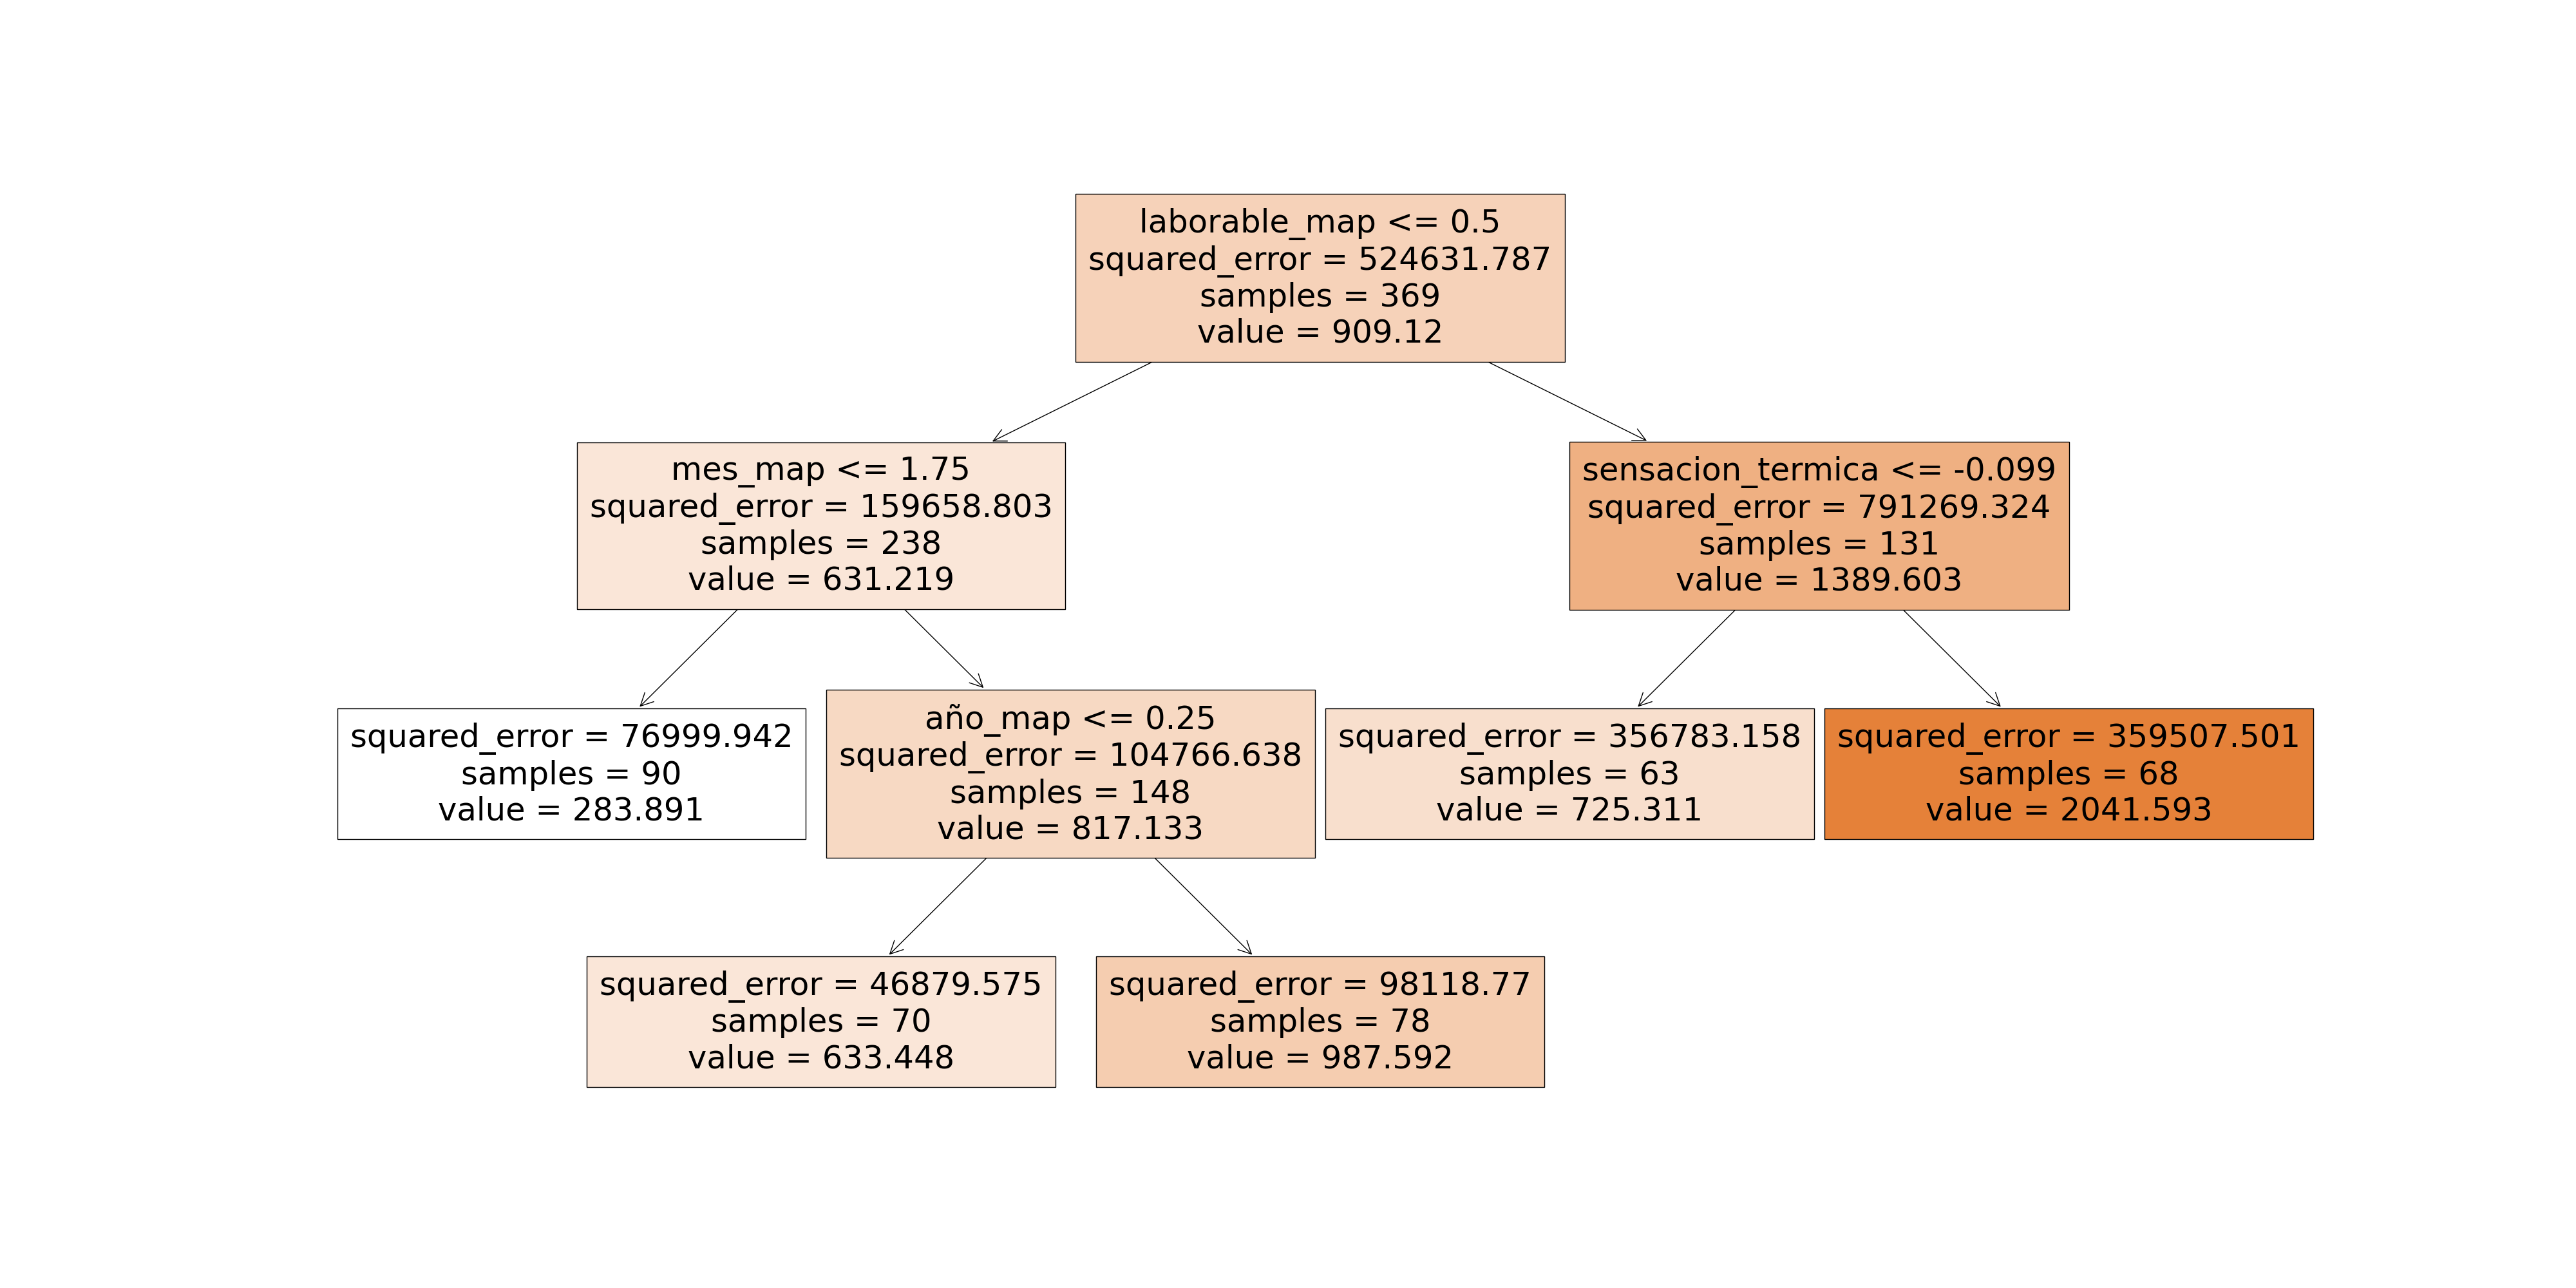 laborable_map <= 0.5
squared_error = 524631.787
samples = 369
value = 909.12
mes_map <= 1.75
squared_error = 159658.803
samples = 238
value = 631.219
sensacion_termica <= -0.099
squared_error = 791269.324
samples = 131
value = 1389.603
squared_error = 76999.942
samples = 90
value = 283.891
año_map <= 0.25
squared_error = 104766.638
samples = 148
value = 817.133
squared_error = 356783.158
samples = 63
value = 725.311
squared_error = 359507.501
samples = 68
value = 2041.593
squared_error = 46879.575
samples = 70
value = 633.448
squared_error = 98118.77
samples = 78
value = 987.592